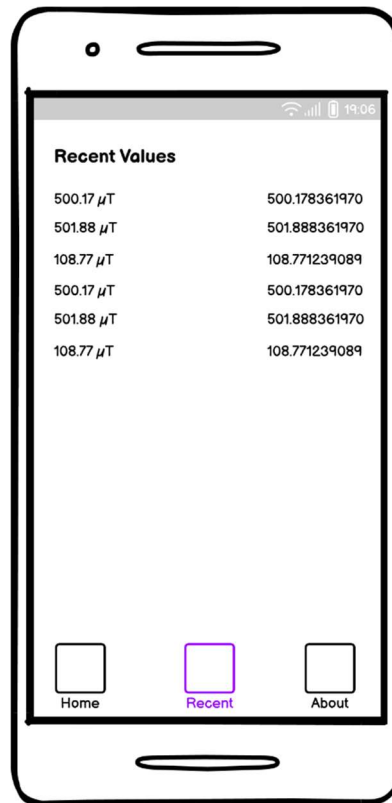 19:06
Recent Values
500.17 μT 500.178361970
501.88 μT 501.888361970
108.77 μT 108.771239089
500.17 μT 500.178361970
501.88 μT 501.888361970
108.77 μT 108.771239089
Home Recent About